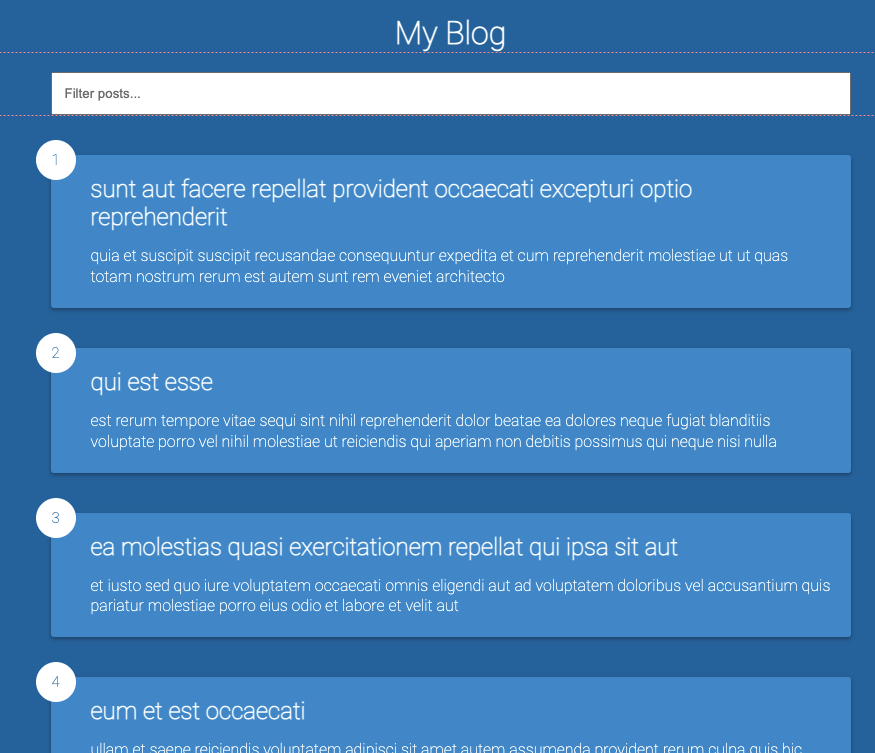 My Blog
Filter posts...
1
sunt aut facere repellat provident occaecati excepturi optio
reprehenderit
quia et suscipit suscipit recusandae consequuntur expedita et cum reprehenderit molestiae ut ut quas
totam nostrum rerum est autem sunt rem eveniet architecto
2
qui est esse
est rerum tempore vitae sequi sint nihil reprehenderit dolor beatae ea dolores neque fugiat blanditiis
voluptate porro vel nihil molestiae ut reiciendis qui aperiam non debitis possimus qui neque nisi nulla
3
ea molestias quasi exercitationem repellat qui ipsa sit aut
et iusto sed quo iure voluptatem occaecati omnis eligendi aut ad voluptatem doloribus vel accusantium quis
pariatur molestiae porro eius odio et labore et velit aut
4
eum et est occaecati
ullam et saepe reiciendis voluptatem adipisci sit amet autem assumenda provident rerum culpa quis hic